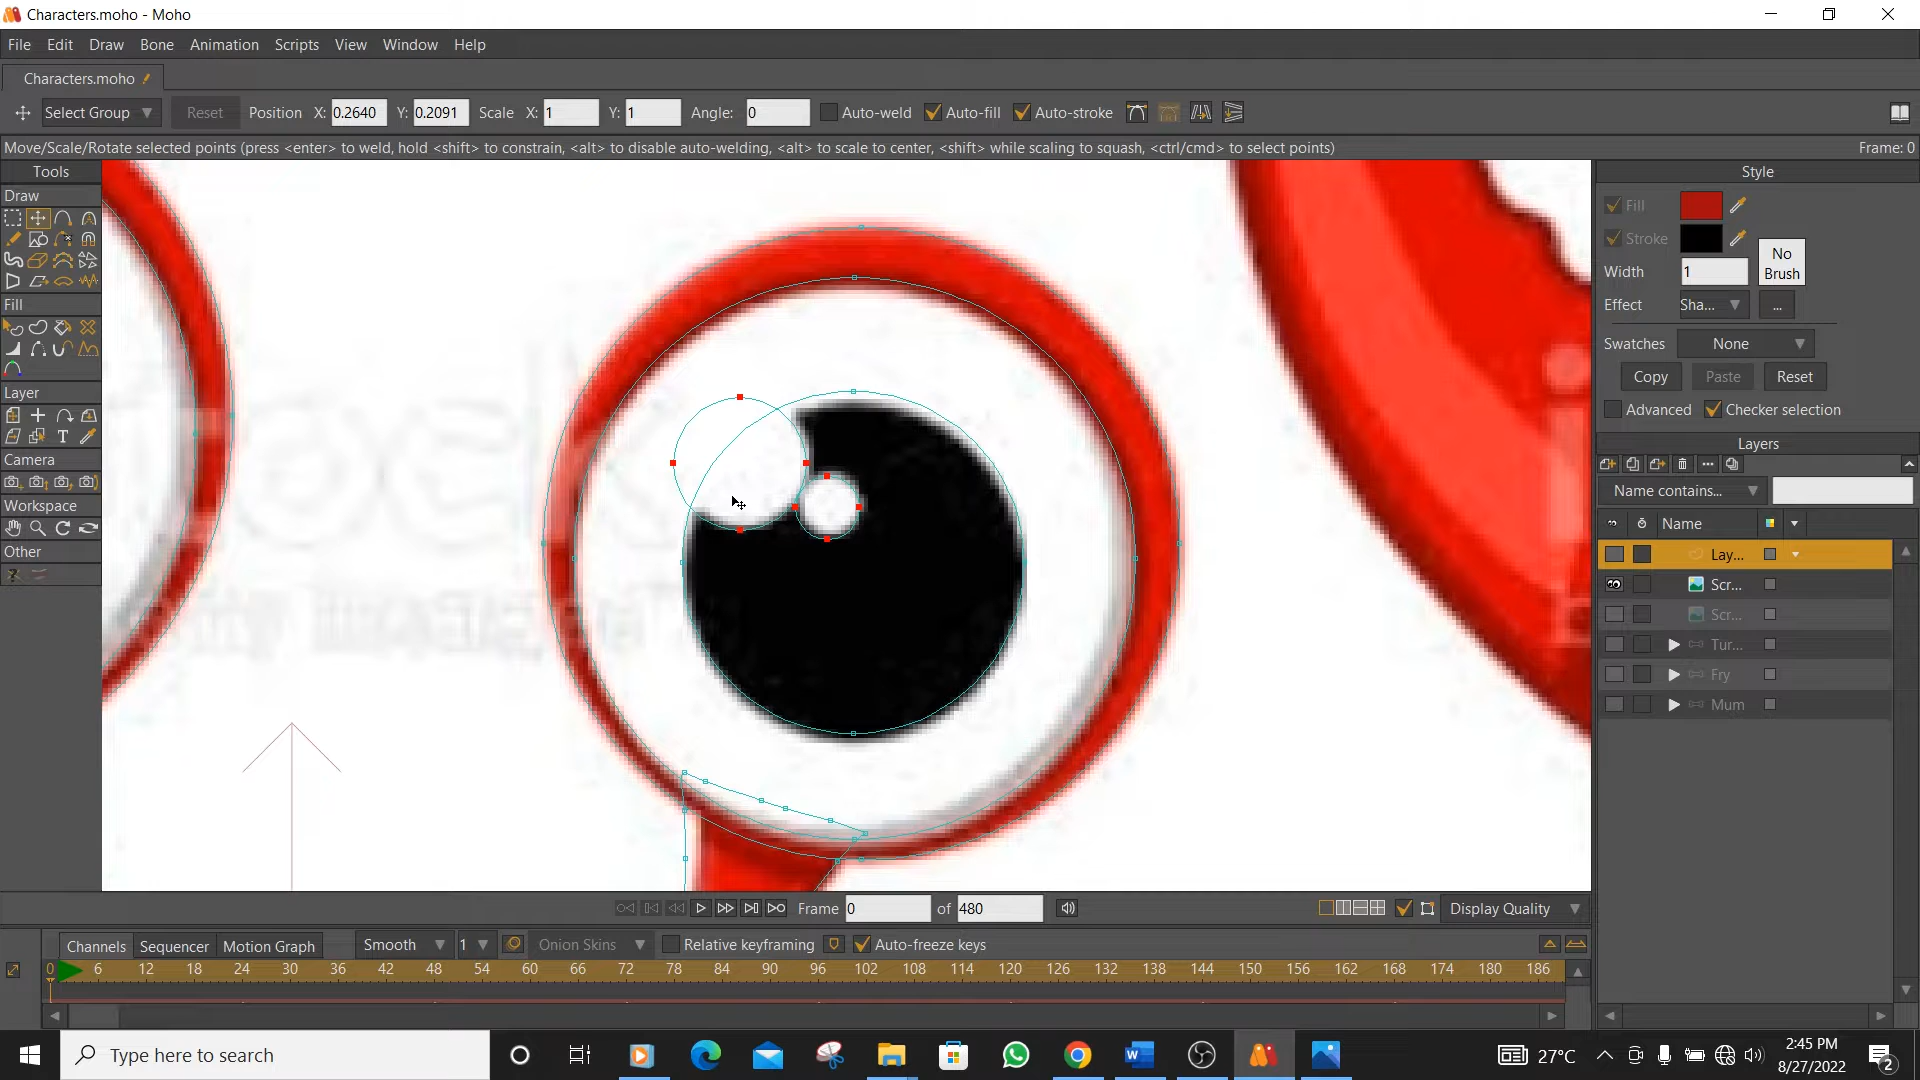 Characters.moho - Moho
File Edit Draw Bone Animation Scripts View Window Help
Characters.moho
Select Group Reset Position X: 0.2640 Y: 0.2091 Scale X: 1 Y: 1 Angle: 0 Auto-weld Auto-fill Auto-stroke
Move/Scale/Rotate selected points (press <enter> to weld, hold <shift> to constrain, <alt> to disable auto-welding, <alt> to scale to center, <shift> while scaling to squash, <ctrl/cmd> to select points) Frame: 0
Tools
Draw
Fill
Layer
Camera
Workspace
Other
Style
Fill
Stroke
No Brush
Width 1
Effect Sha... ...
Swatches None
Copy Paste Reset
Advanced Checker selection
Layers
Name contains...
Name
Lay...
Scr...
Scr...
Tur...
Fry
Mum
Frame 0 of 480 Display Quality
Channels Sequencer Motion Graph Smooth 1 Onion Skins Relative keyframing Auto-freeze keys
0 6 12 18 24 30 36 42 48 54 60 66 72 78 84 90 96 102 108 114 120 126 132 138 144 150 156 162 168 174 180 186
Type here to search
27°C
2:45 PM
8/27/2022
2